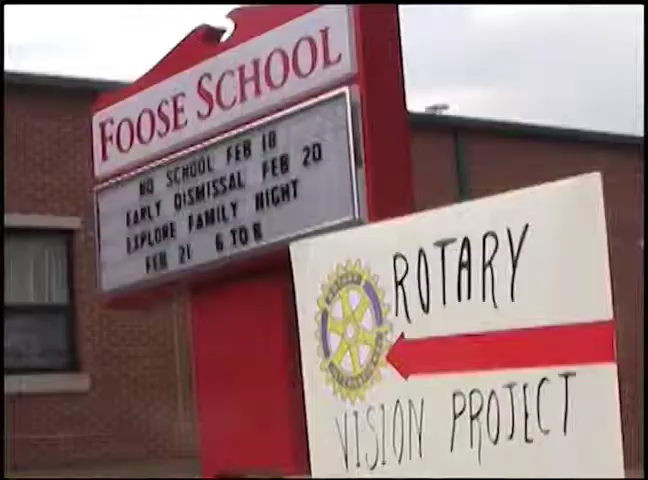 FOOSE SCHOOL
NO SCHOOL FEB 18
EARLY DISMISSAL FEB 20
EXPLORE FAMILY NIGHT
FEB 21 6 TO 8
ROTARY
VISION PROJECT